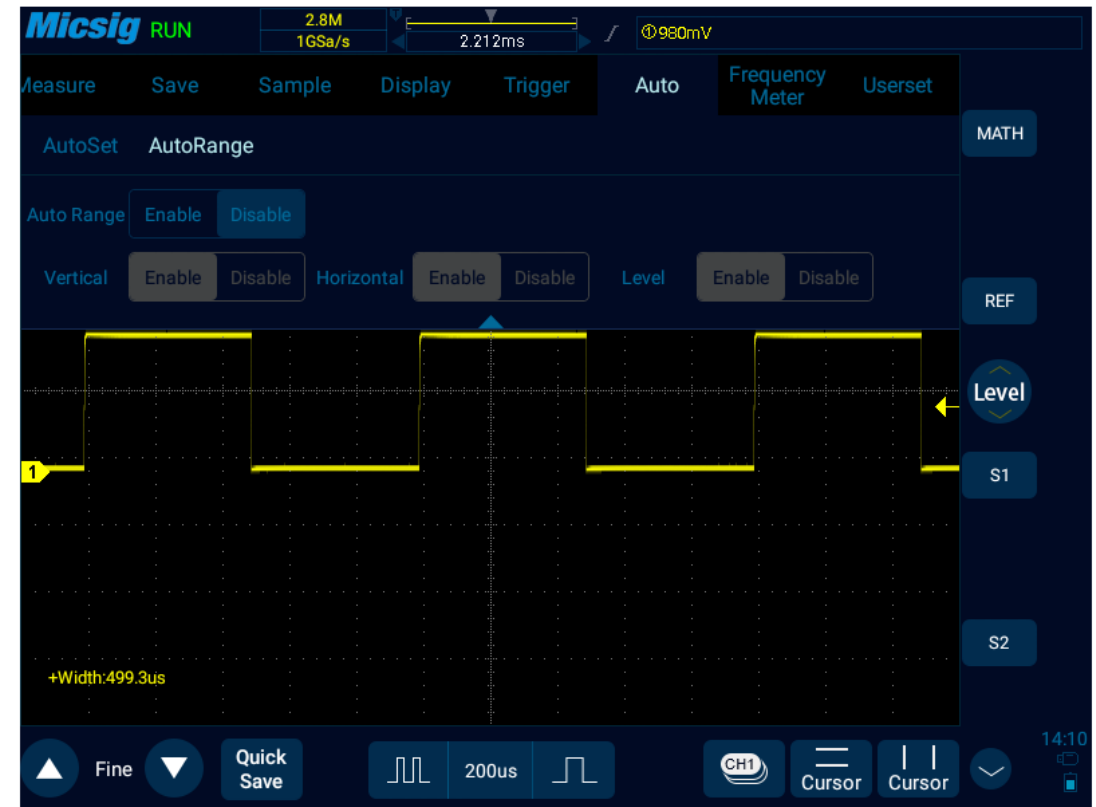 Micsig RUN 2.8M
1GSa/s
T
2.212ms
①980mV
Measure Save Sample Display Trigger Auto Frequency Meter Userset
AutoSet AutoRange
MATH
Auto Range Enable Disable
Vertical Enable Disable Horizontal Enable Disable Level Enable Disable
REF
Level
1
S1
S2
+Width:499.3us
Fine
Quick
Save
200us
CH1
Cursor
Cursor
14:10